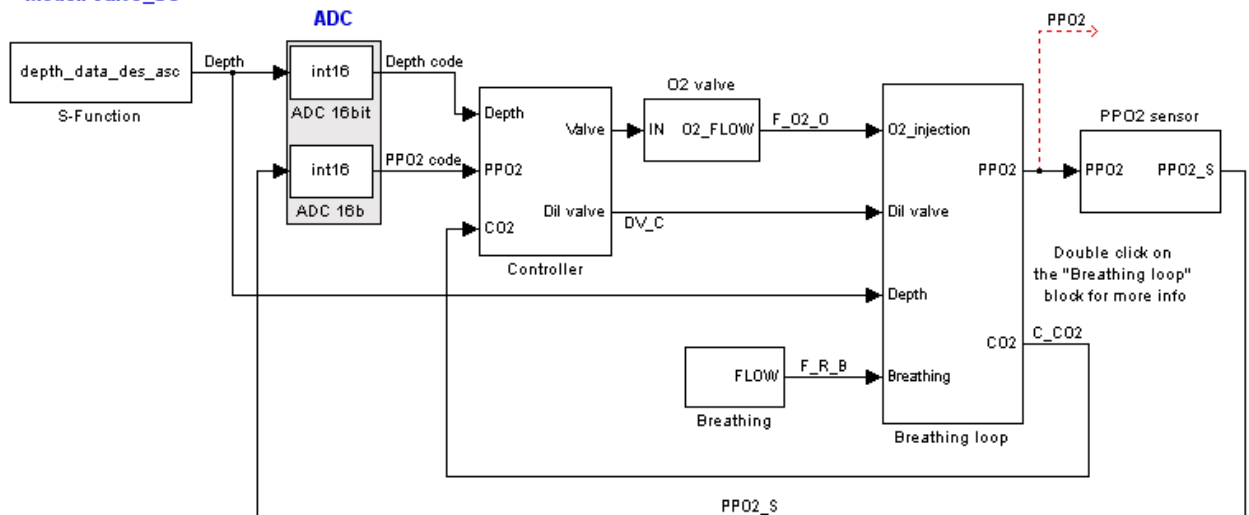 ADC
PPO2
depth_data_des_asc
S-Function
Depth
int16
ADC 16bit
int16
ADC 16b
Depth code
PPO2 code
Depth
PPO2
CO2
Valve
Dil valve
Controller
O2 valve
IN O2_FLOW
F_O2_O
DV_C
FLOW
Breathing
F_R_B
O2_injection
Dil valve
Depth
Breathing
PPO2
CO2
Breathing loop
PPO2 sensor
PPO2 PPO2_S
Double click on
the "Breathing loop"
block for more info
C_CO2
PPO2_S